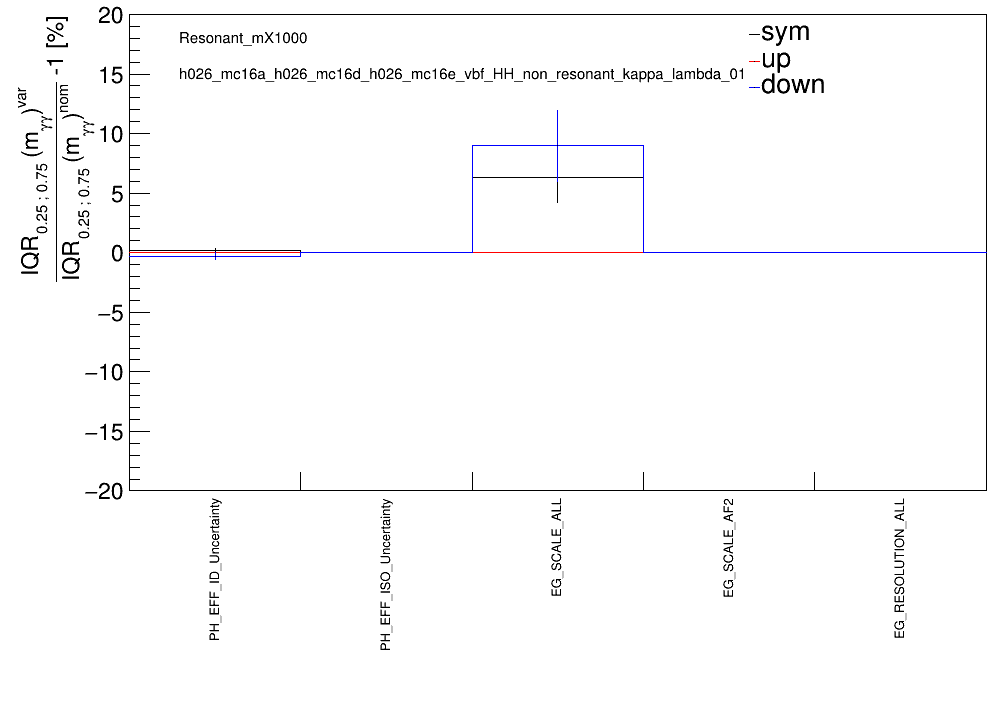 Resonant_mX1000
h026_mc16a_h026_mc16d_h026_mc16e_vbf_HH_non_resonant_kappa_lambda_01
sym
up
down
IQR0.25 ; 0.75 (mγγ)var
IQR0.25 ; 0.75 (mγγ)nom -1 [%]
20
15
10
5
0
−5
−10
−15
−20
PH_EFF_ID_Uncertainty
PH_EFF_ISO_Uncertainty
EG_SCALE_ALL
EG_SCALE_AF2
EG_RESOLUTION_ALL